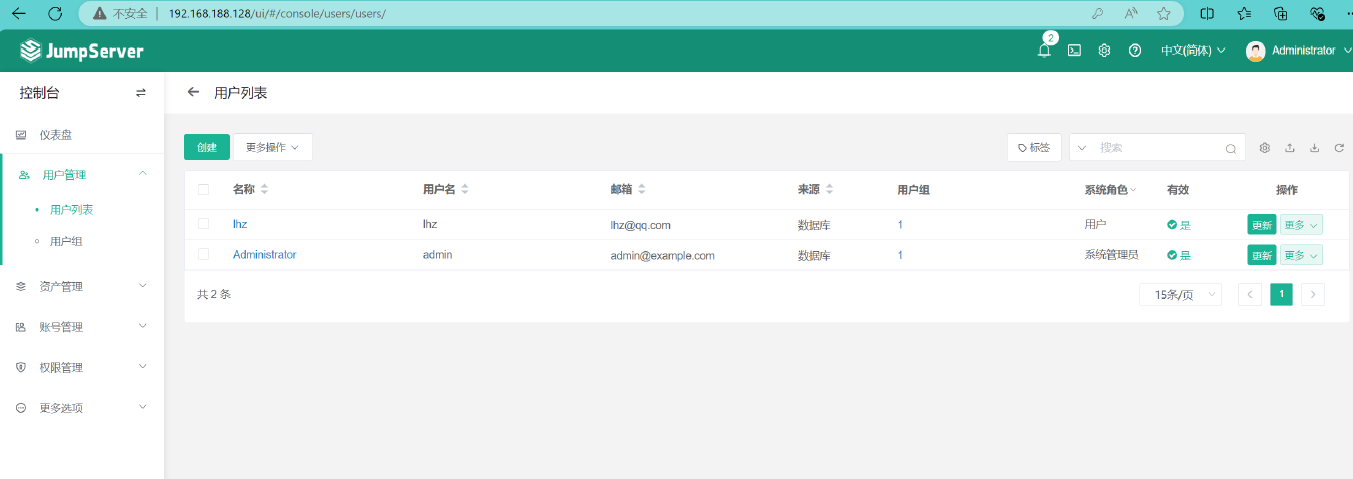 不安全 | 192.168.188.128/ui/#/console/users/users/
JumpServer
2
中文(简体)
Administrator
控制台
用户列表
仪表盘
用户管理
用户列表
用户组
资产管理
账号管理
权限管理
更多选项
创建 更多操作 标签 搜索
名称 用户名 邮箱 来源 用户组 系统角色 有效 操作
lhz lhz lhz@qq.com 数据库 1 用户 是 更新 更多
Administrator admin admin@example.com 数据库 1 系统管理员 是 更新 更多
共 2 条 15条/页 1